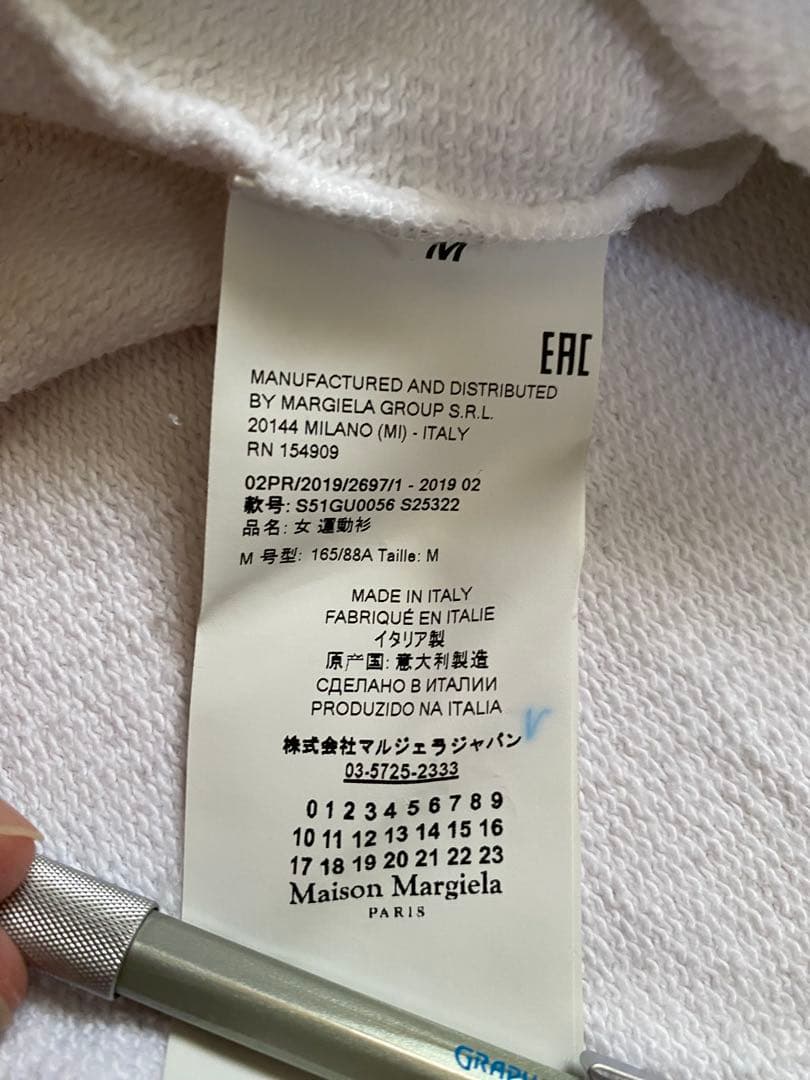 M
EAC
MANUFACTURED AND DISTRIBUTED
BY MARGIELA GROUP S.R.L.
20144 MILANO (MI) - ITALY
RN 154909
02PR/2019/2697/1 - 2019 02
款号: S51GU0056 S25322
品名: 女 運動衫
M 号型: 165/88A Taille: M
MADE IN ITALY
FABRIQUÉ EN ITALIE
イタリア製
原产国: 意大利製造
СДЕЛАНО В ИТАЛИИ
PRODUZIDO NA ITALIA
株式会社マルジェラジャパン
03-5725-2333
0 1 2 3 4 5 6 7 8 9
10 11 12 13 14 15 16
17 18 19 20 21 22 23
Maison Margiela
PARIS